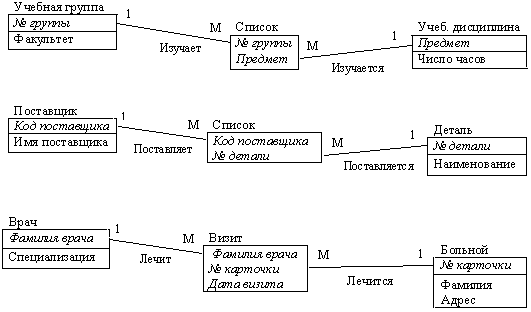 Учебная группа
№ группы
Факультет
1
Изучает
М
Список
№ группы
Предмет
М
Изучается
1
Учеб. дисциплина
Предмет
Число часов
Поставщик
Код поставщика
Имя поставщика
1
Поставляет
М
Список
Код поставщика
№ детали
М
Поставляется
1
Деталь
№ детали
Наименование
Врач
Фамилия врача
Специализация
1
Лечит
М
Визит
Фамилия врача
№ карточки
Дата визита
М
Лечится
1
Больной
№ карточки
Фамилия
Адрес